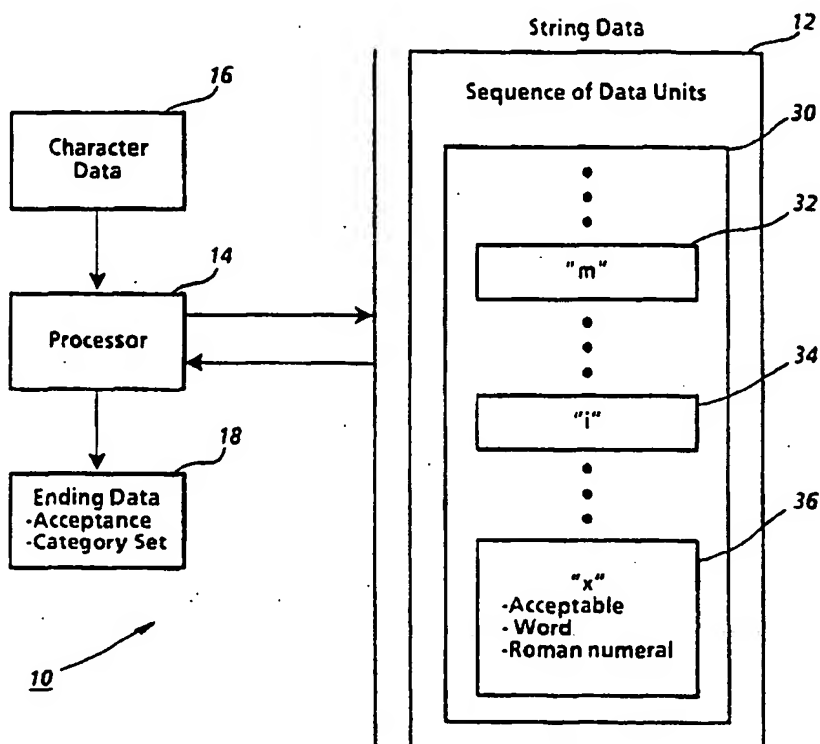 String Data
12
Sequence of Data Units
30
16
Character
Data
32
"m"
14
Processor
34
"i"
18
Ending Data
-Acceptance
-Category Set
36
"x"
-Acceptable
- Word
-Roman numeral
10